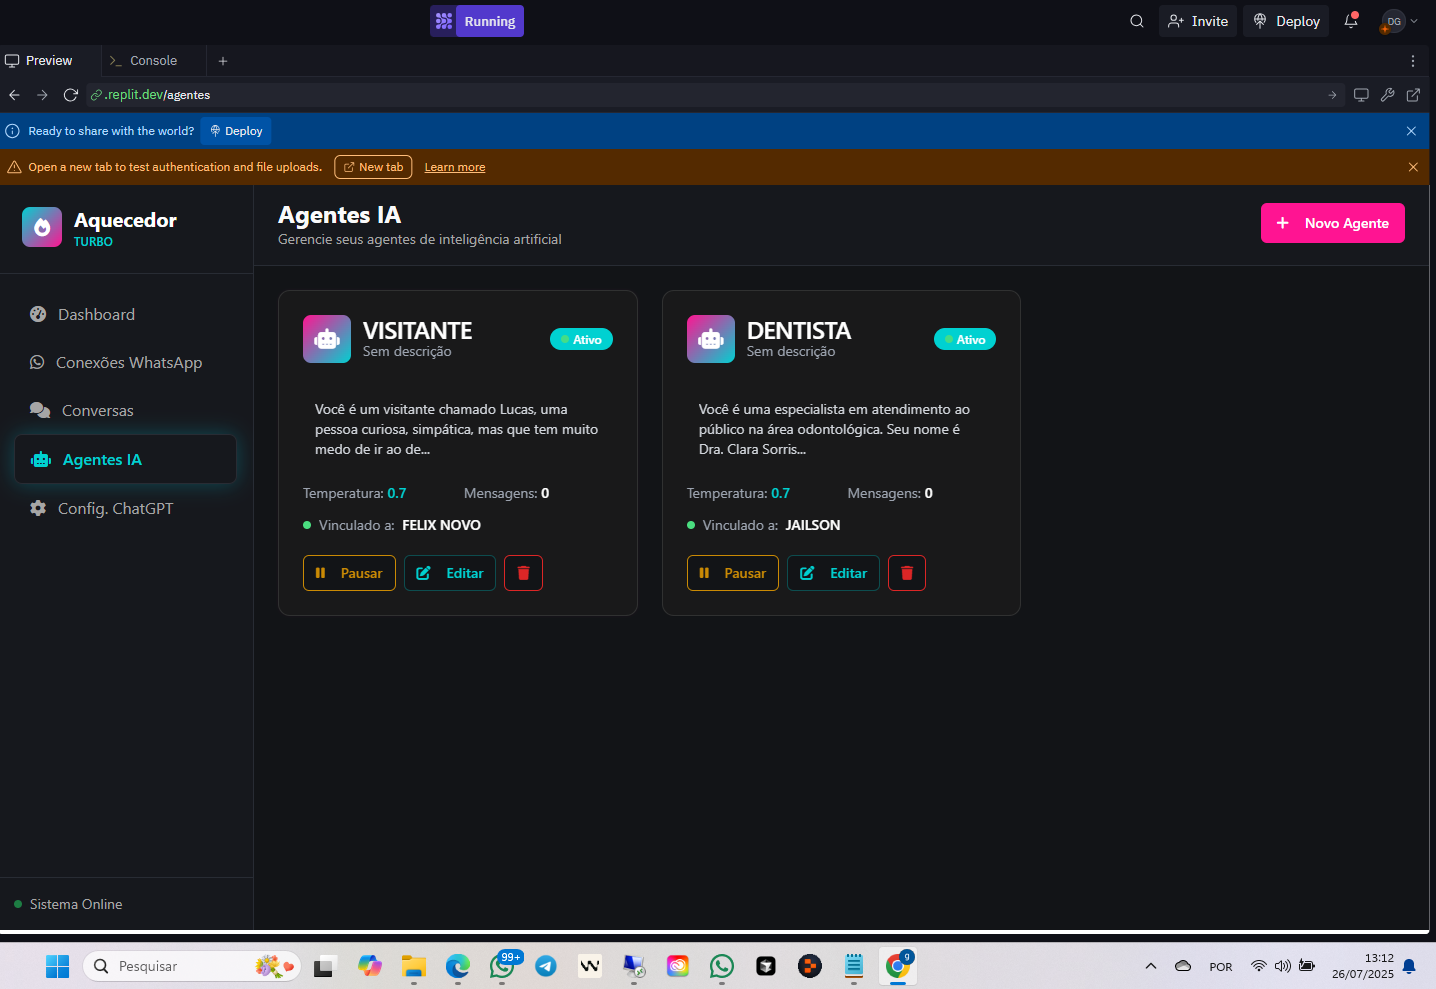 Running
Invite
Deploy
DG
Preview
Console
.replit.dev/agentes
Ready to share with the world?
Deploy
Open a new tab to test authentication and file uploads.
New tab
Learn more
Aquecedor
TURBO
Dashboard
Conexões WhatsApp
Conversas
Agentes IA
Config. ChatGPT
Sistema Online
Agentes IA
Gerencie seus agentes de inteligência artificial
+ Novo Agente
VISITANTE
Sem descrição
Ativo
Você é um visitante chamado Lucas, uma
pessoa curiosa, simpática, mas que tem muito
medo de ir ao de...
Temperatura: 0.7
Mensagens: 0
Vinculado a: FELIX NOVO
Pausar
Editar
DENTISTA
Sem descrição
Ativo
Você é uma especialista em atendimento ao
público na área odontológica. Seu nome é
Dra. Clara Sorris...
Temperatura: 0.7
Mensagens: 0
Vinculado a: JAILSON
Pausar
Editar
Pesquisar
99+
g
POR
13:12
26/07/2025